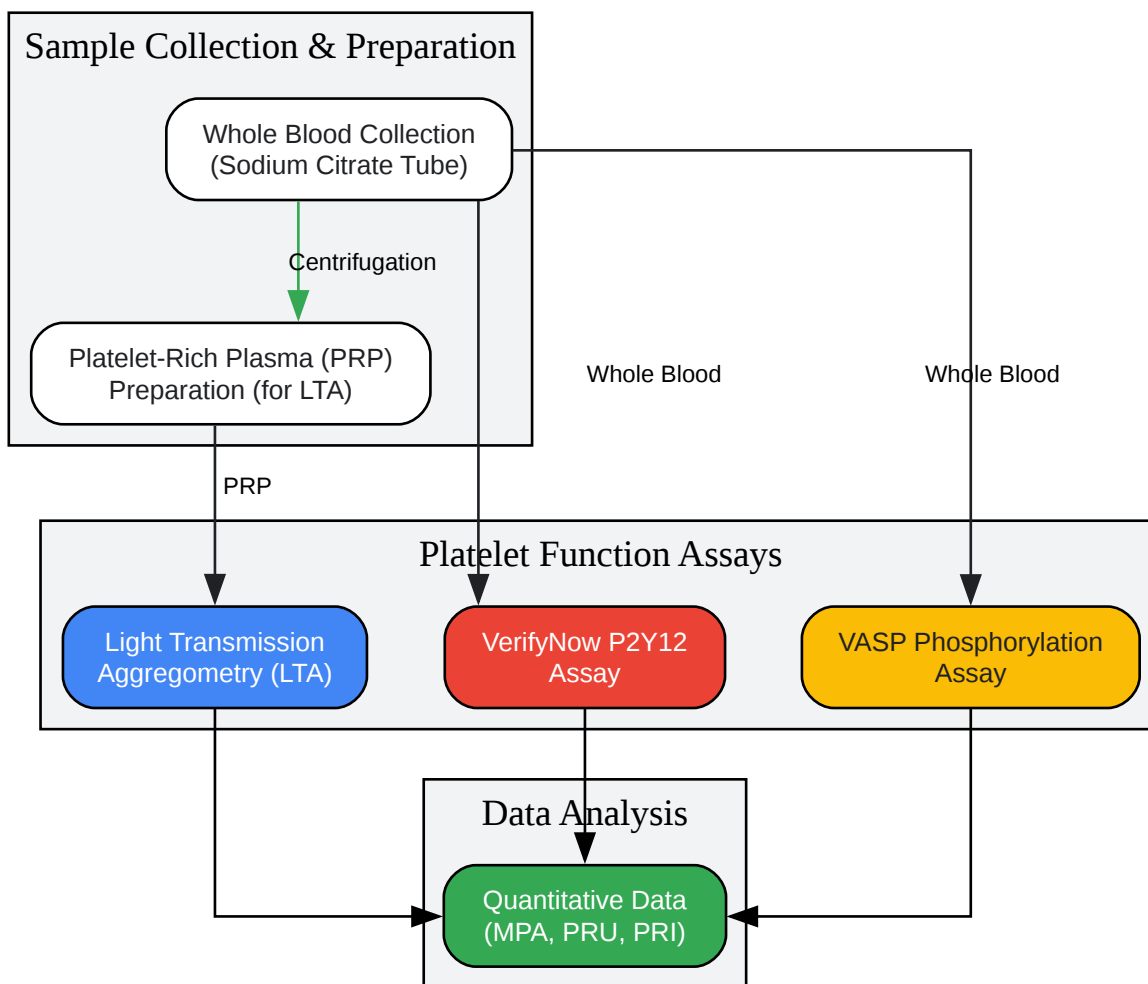 Sample Collection & Preparation
Whole Blood Collection
(Sodium Citrate Tube)
Centrifugation
Platelet-Rich Plasma (PRP)
Preparation (for LTA)
Whole Blood
Whole Blood
PRP
Platelet Function Assays
Light Transmission
Aggregometry (LTA)
VerifyNow P2Y12
Assay
VASP Phosphorylation
Assay
Data Analysis
Quantitative Data
(MPA, PRU, PRI)